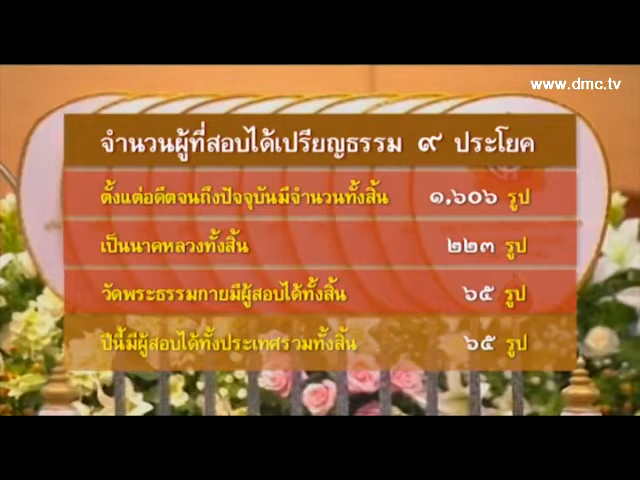 www.dmc.tv
จำนวนผู้ที่สอบได้เปรียญธรรม ๙ ประโยค
ตั้งแต่อดีตจนถึงปัจจุบันมีจำนวนทั้งสิ้น ๑,๖๐๖ รูป
เป็นนาคหลวงทั้งสิ้น ๒๒๓ รูป
วัดพระธรรมกายมีผู้สอบได้ทั้งสิ้น ๖๕ รูป
ปีนี้มีผู้สอบได้ทั้งประเทศรวมทั้งสิ้น ๖๕ รูป